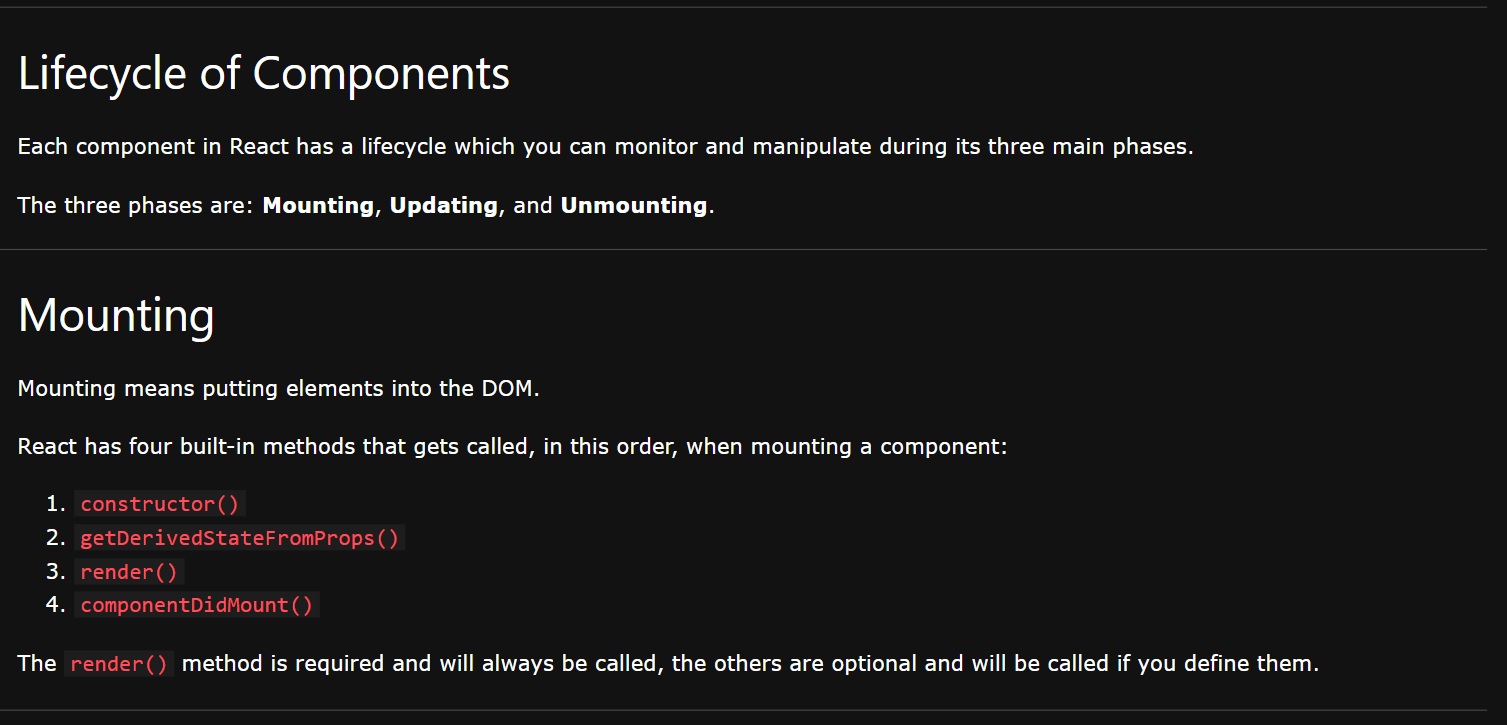 Lifecycle of Components
Each component in React has a lifecycle which you can monitor and manipulate during its three main phases.
The three phases are: Mounting, Updating, and Unmounting.
Mounting
Mounting means putting elements into the DOM.
React has four built-in methods that gets called, in this order, when mounting a component:
1. constructor()
2. getDerivedStateFromProps()
3. render()
4. componentDidMount()
The render() method is required and will always be called, the others are optional and will be called if you define them.